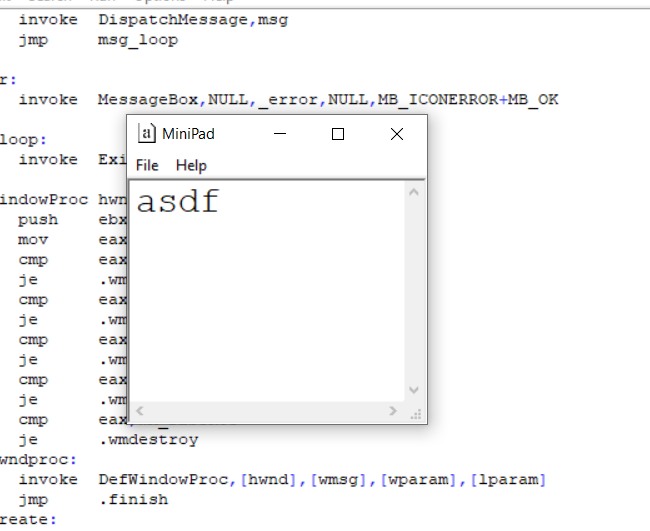 invoke DispatchMessage,msg
jmp msg_loop
r:
invoke MessageBox,NULL,_error,NULL,MB_ICONERROR+MB_OK
loop:
invoke Exi
indowProc hwn
push ebx
mov eax
cmp eax
je .wm
cmp eax
je .wm
cmp eax
je .wm
cmp eax
je .wm
cmp eax,
je .wmdestroy
wndproc:
invoke DefWindowProc,[hwnd],[wmsg],[wparam],[lparam]
jmp .finish
reate:
MiniPad
File Help
asdf